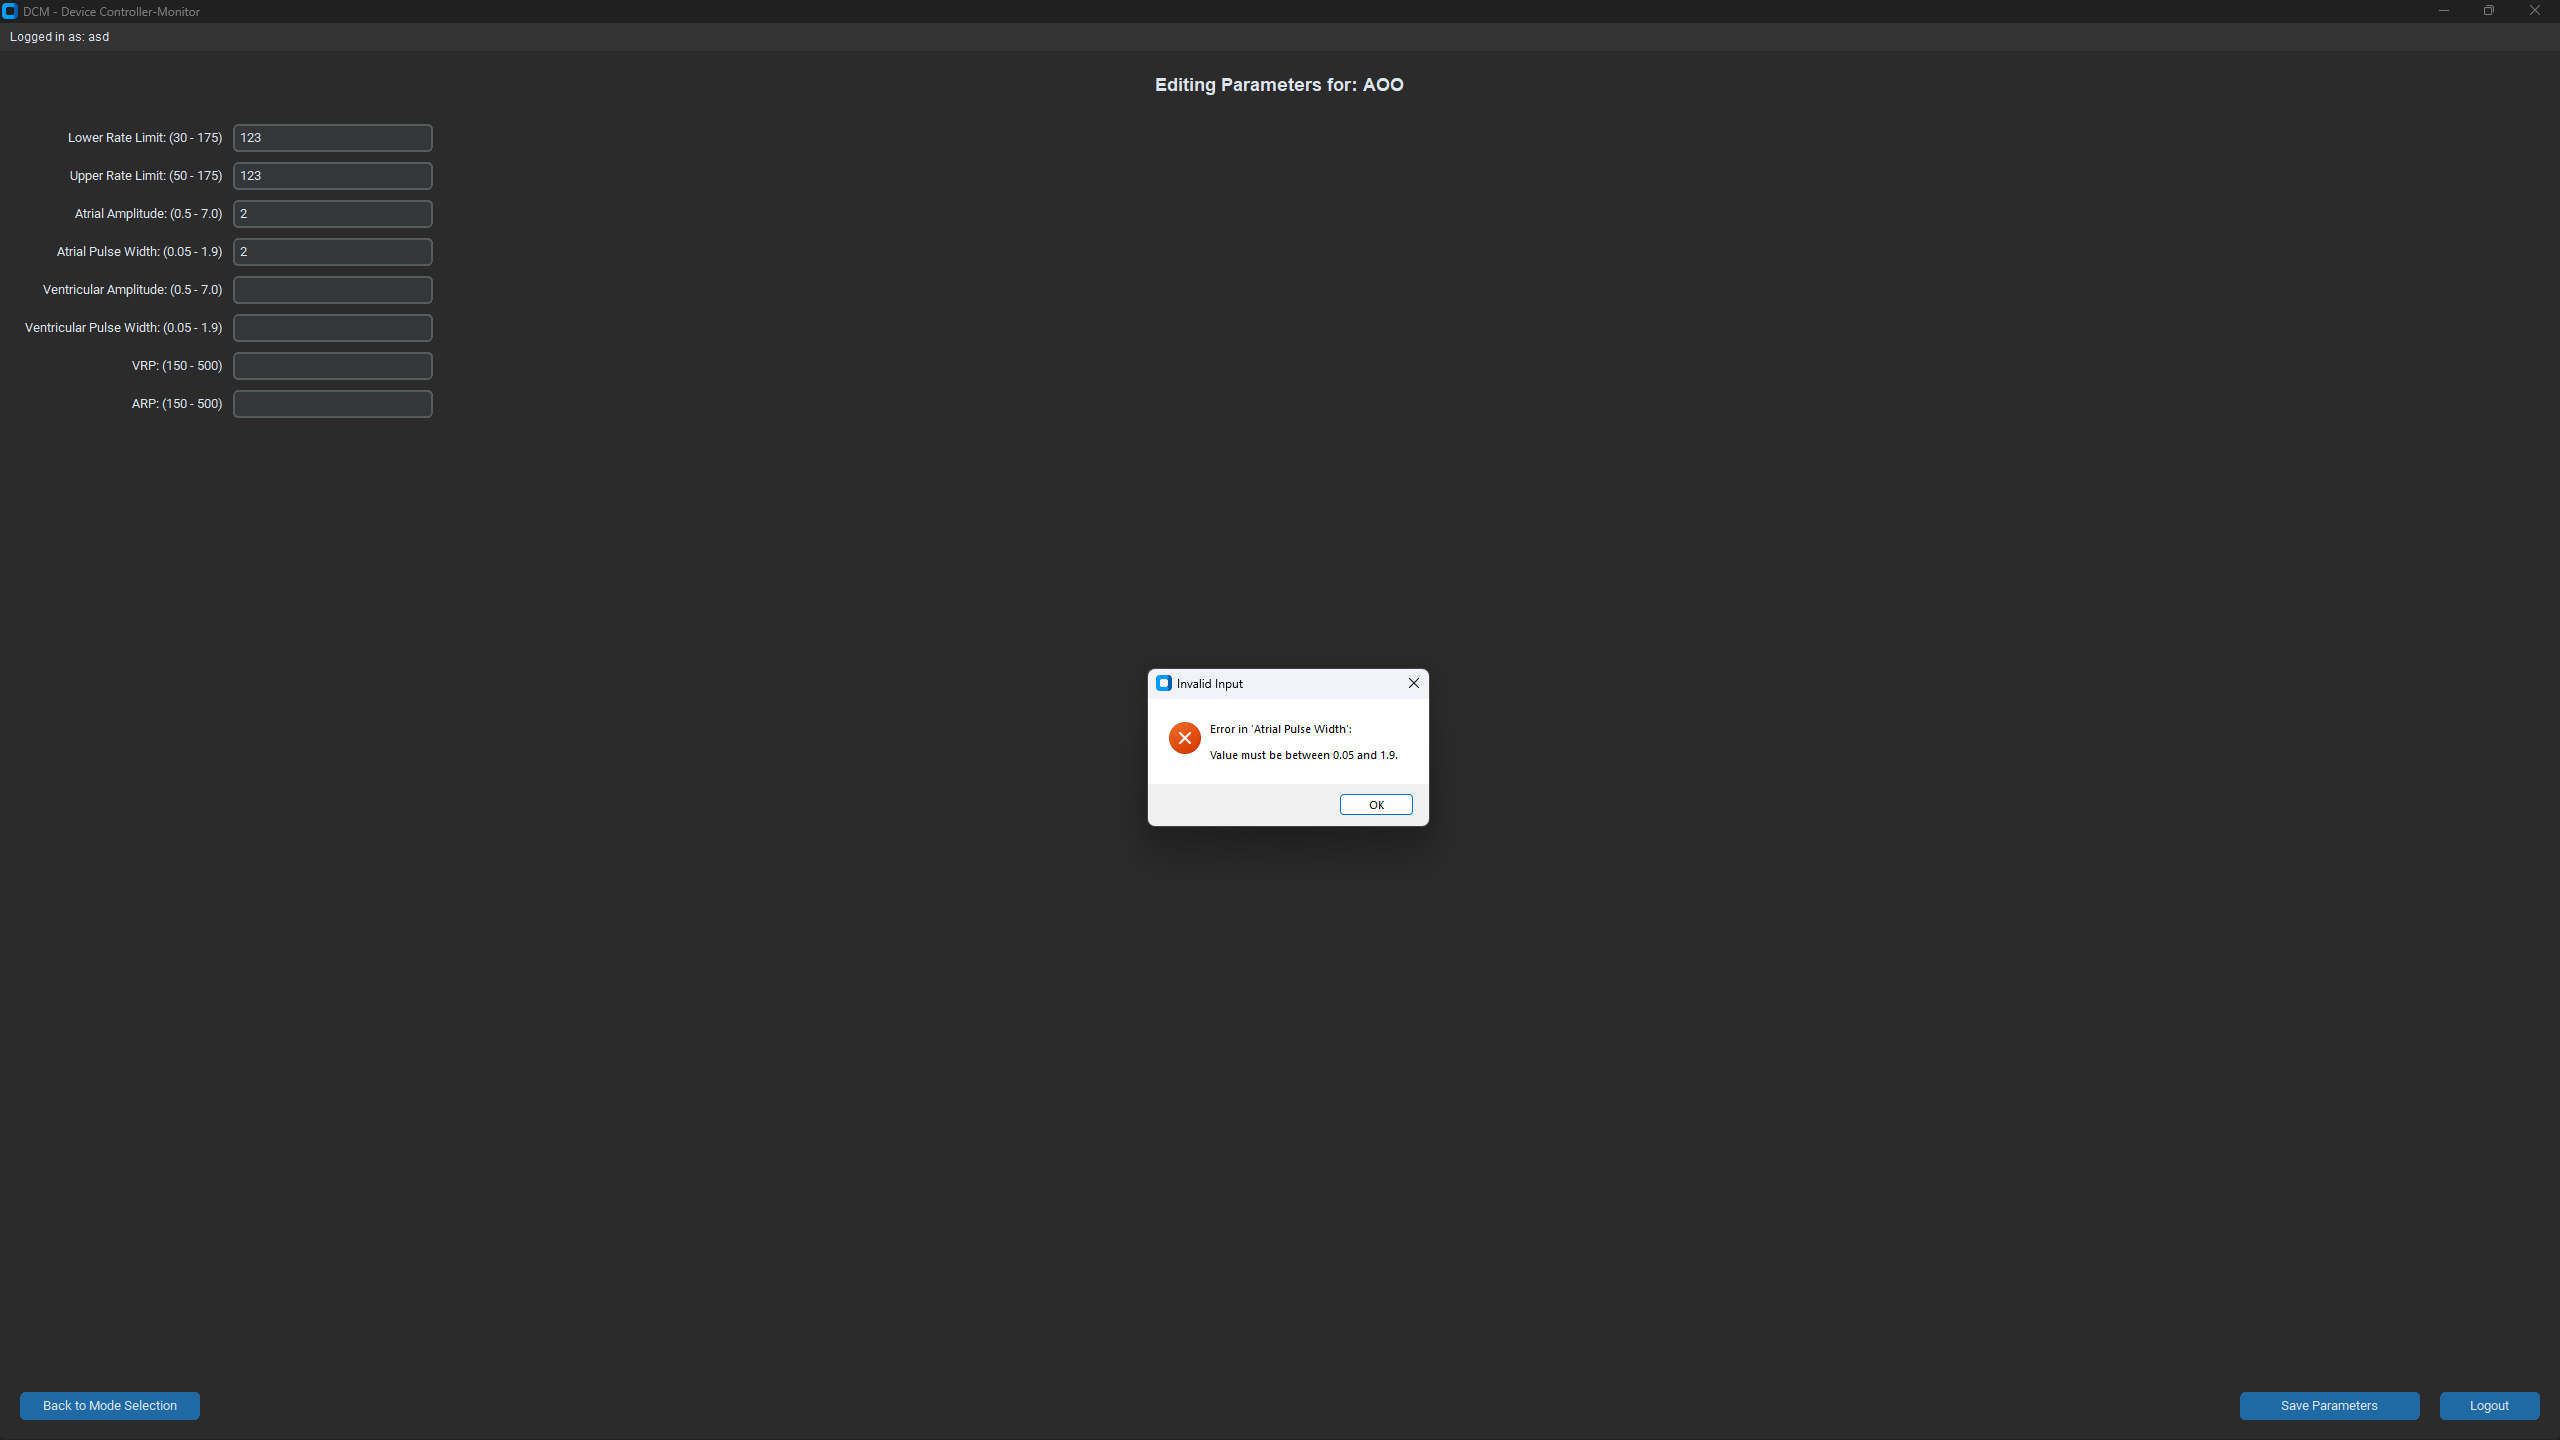 DCM - Device Controller-Monitor
Logged in as: asd
Editing Parameters for: AOO
Lower Rate Limit: (30 - 175) 123
Upper Rate Limit: (50 - 175) 123
Atrial Amplitude: (0.5 - 7.0) 2
Atrial Pulse Width: (0.05 - 1.9) 2
Ventricular Amplitude: (0.5 - 7.0)
Ventricular Pulse Width: (0.05 - 1.9)
VRP: (150 - 500)
ARP: (150 - 500)
Invalid Input
Error in 'Atrial Pulse Width':
Value must be between 0.05 and 1.9.
OK
Back to Mode Selection
Save Parameters
Logout